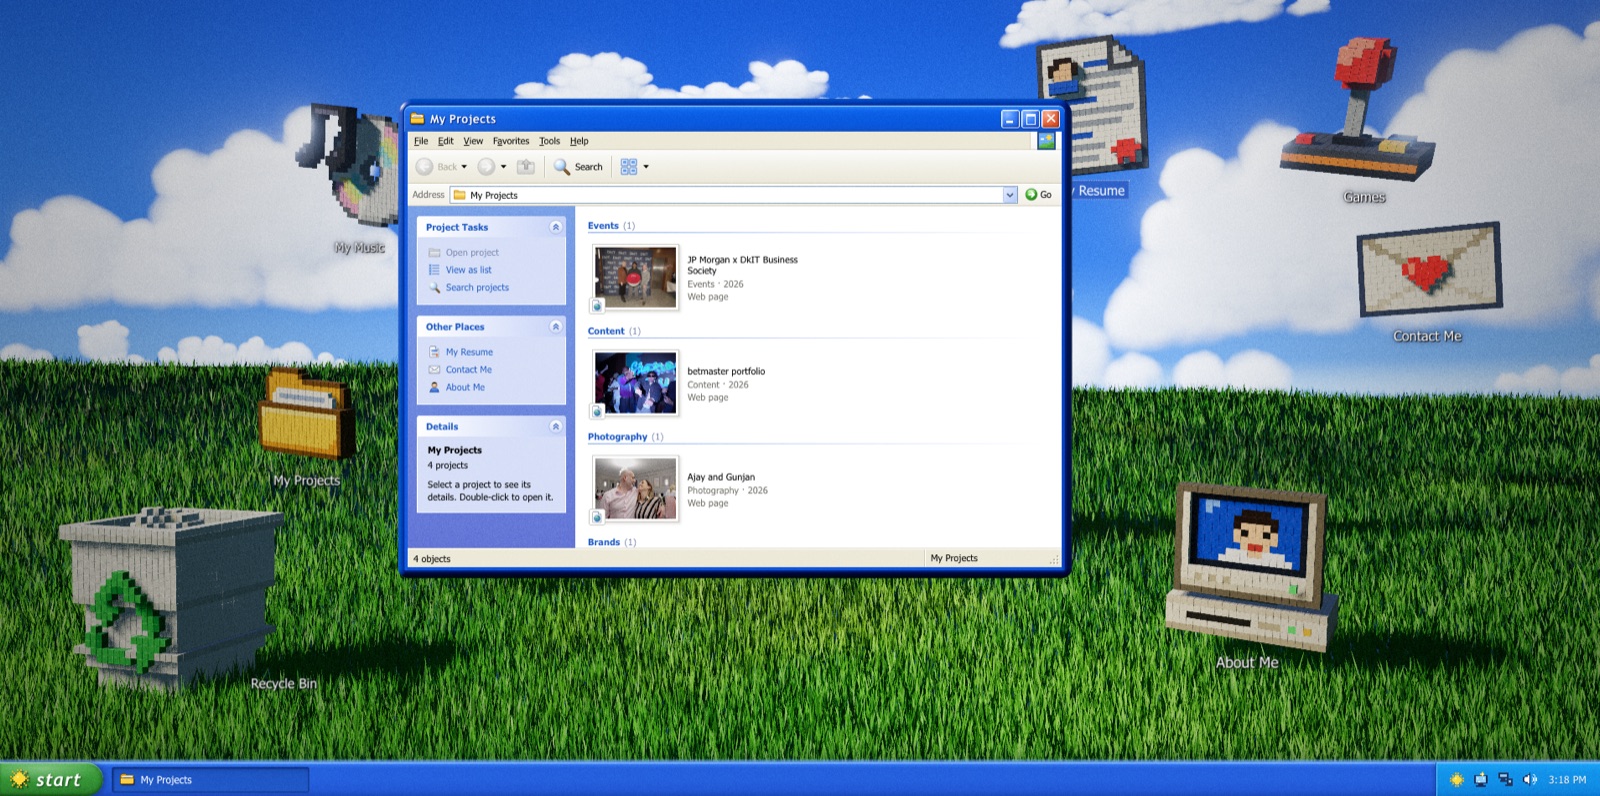 My Projects
File Edit View Favorites Tools Help
Back Search
Address My Projects Go
Project Tasks
Open project
View as list
Search projects
Other Places
My Resume
Contact Me
About Me
Details
My Projects
4 projects
Select a project to see its
details. Double-click to open it.
Events (1)
JP Morgan x DkIT Business
Society
Events · 2026
Web page
Content (1)
betmaster portfolio
Content · 2026
Web page
Photography (1)
Ajay and Gunjan
Photography · 2026
Web page
Brands (1)
4 objects My Projects
My Music
My Projects
Recycle Bin
Resume
Games
Contact Me
About Me
start My Projects 3:18 PM